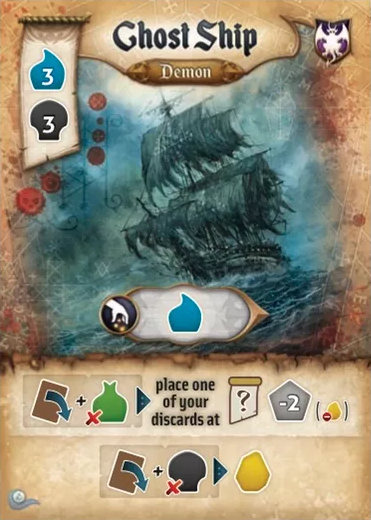 Ghost Ship
Demon
3
3
+
place one
of your
discards at
?
-2
( )
+